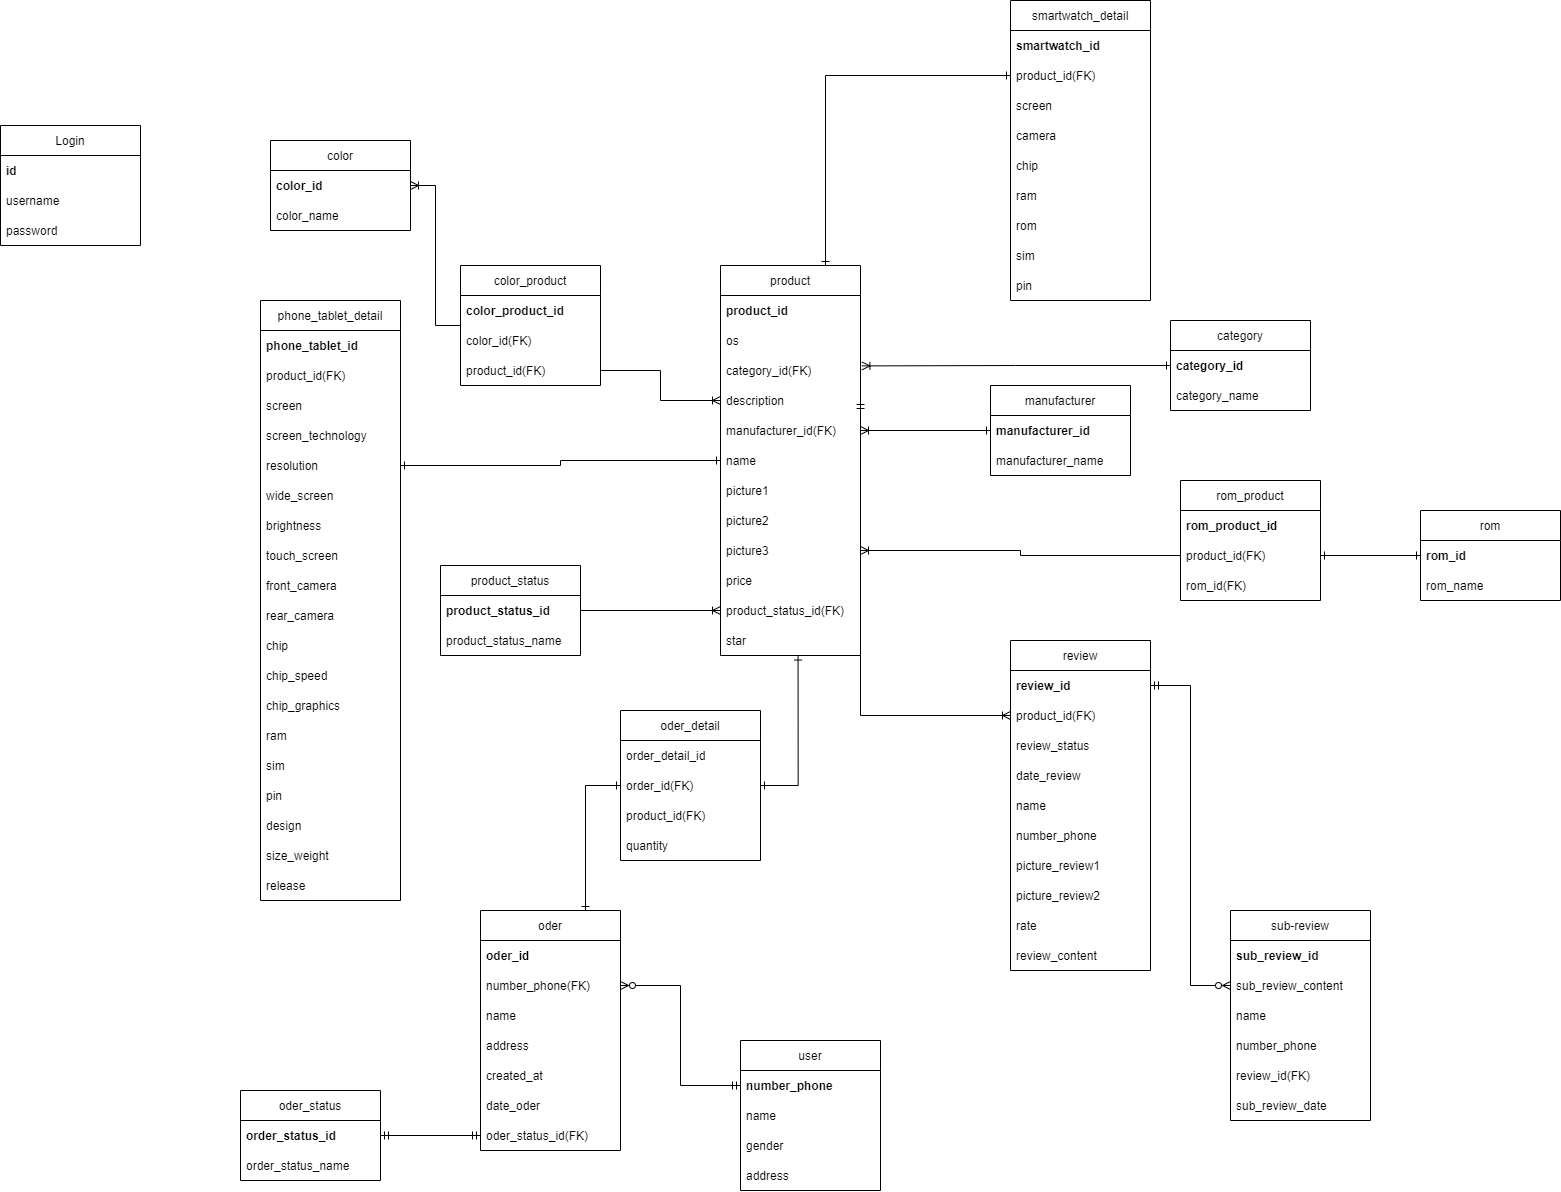 smartwatch_detail
smartwatch_id
product_id(FK)
screen
camera
chip
ram
rom
sim
pin
Login
id
username
password
color
color_id
color_name
color_product
color_product_id
color_id(FK)
product_id(FK)
product
product_id
os
category_id(FK)
description
manufacturer_id(FK)
name
picture1
picture2
picture3
price
product_status_id(FK)
star
phone_tablet_detail
phone_tablet_id
product_id(FK)
screen
screen_technology
resolution
wide_screen
brightness
touch_screen
front_camera
rear_camera
chip
chip_speed
chip_graphics
ram
sim
pin
design
size_weight
release
category
category_id
category_name
manufacturer
manufacturer_id
manufacturer_name
rom_product
rom_product_id
product_id(FK)
rom_id(FK)
rom
rom_id
rom_name
product_status
product_status_id
product_status_name
review
review_id
product_id(FK)
review_status
date_review
name
number_phone
picture_review1
picture_review2
rate
review_content
oder_detail
order_detail_id
order_id(FK)
product_id(FK)
quantity
oder
oder_id
number_phone(FK)
name
address
created_at
date_oder
oder_status_id(FK)
sub-review
sub_review_id
sub_review_content
name
number_phone
review_id(FK)
sub_review_date
user
number_phone
name
gender
address
oder_status
order_status_id
order_status_name